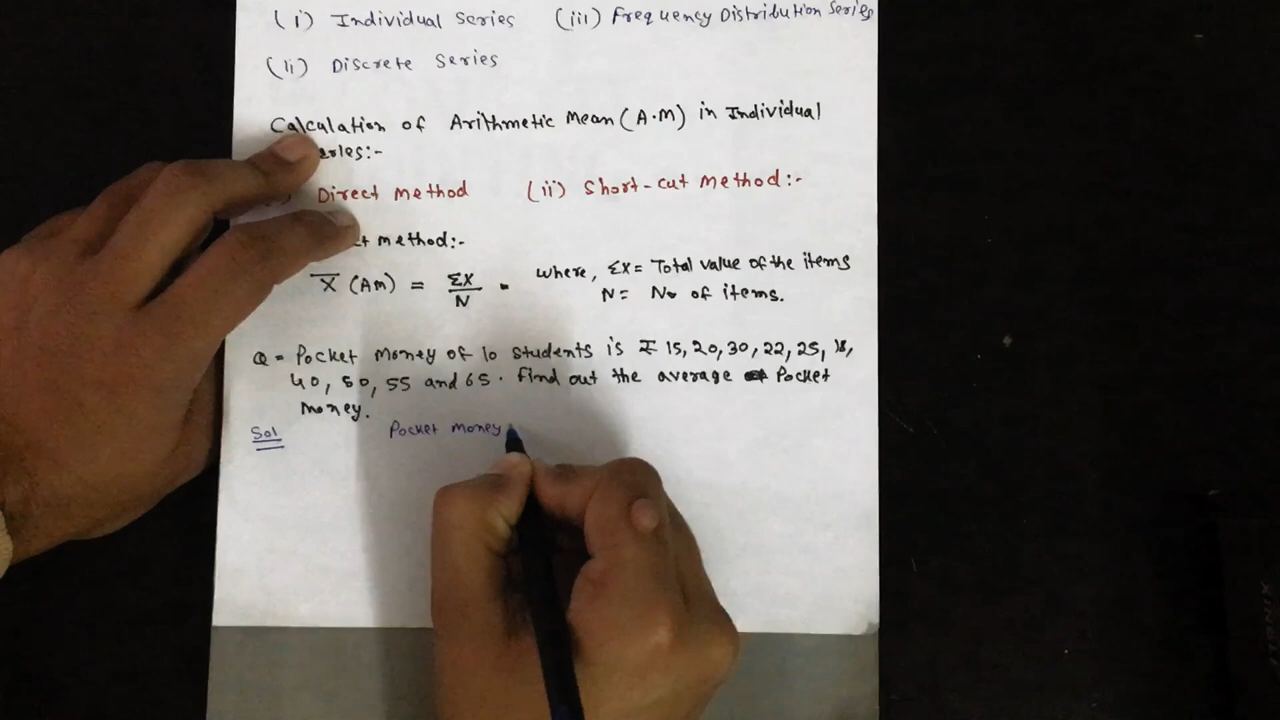 (i) Individual Series (iii) Frequency Distribution Series
(ii) Discrete Series
Calculation of Arithmetic Mean (A.M) in Individual
eries:-
Direct Method (ii) Short-cut Method:-
t method:-
X̅ (AM) = ΣX/N . where, ΣX = Total value of the items
N = No of items.
Q = Pocket Money of 10 students is ₹ 15, 20, 30, 22, 25, 18,
40, 50, 55 and 65. Find out the average Pocket
Money.
Sol Pocket Money